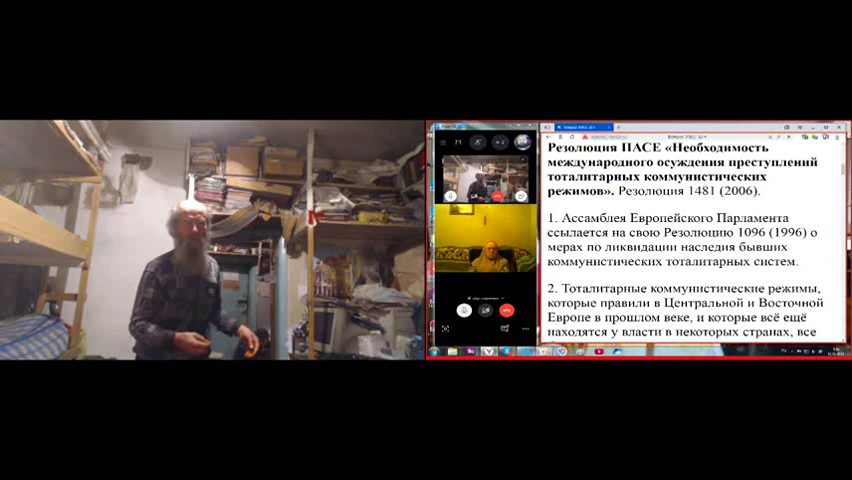 Резолюция ПАСЕ «Необходимость
международного осуждения преступлений
тоталитарных коммунистических
режимов». Резолюция 1481 (2006).
1. Ассамблея Европейского Парламента
ссылается на свою Резолюцию 1096 (1996) о
мерах по ликвидации наследия бывших
коммунистических тоталитарных систем.
2. Тоталитарные коммунистические режимы,
которые правили в Центральной и Восточной
Европе в прошлом веке, и которые всё ещё
находятся у власти в некоторых странах, все